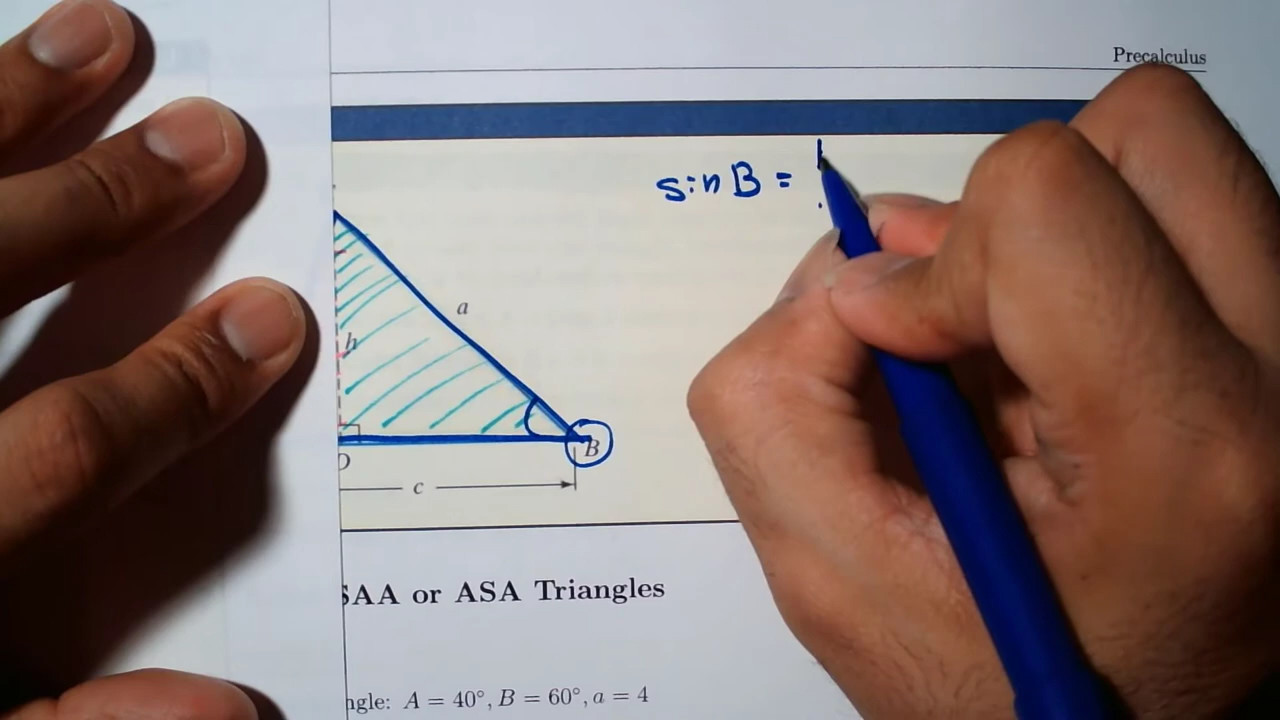 Precalculus
sin B =
a
h
B
c
SAA or ASA Triangles
ngle: A = 40°, B = 60°, a = 4